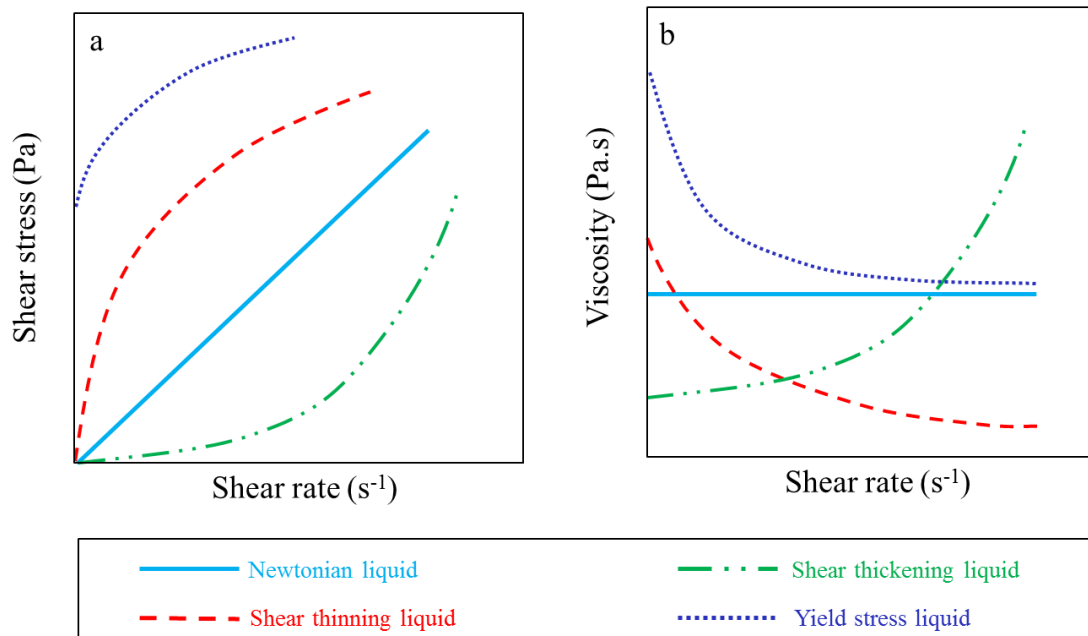 a
Shear stress (Pa)
Shear rate (s⁻¹)
b
Viscosity (Pa.s)
Shear rate (s⁻¹)
Newtonian liquid
Shear thickening liquid
Shear thinning liquid
Yield stress liquid